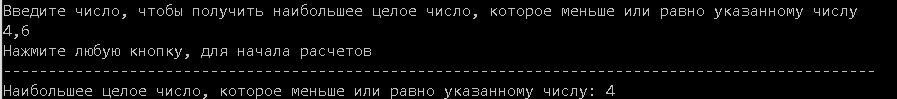 Введите число, чтобы получить наибольшее целое число, которое меньше или равно указанному числу
4,6
Нажмите любую кнопку, для начала расчетов
-------------------------------------------------------------------------------------------------
Наибольшее целое число, которое меньше или равно указанному числу: 4